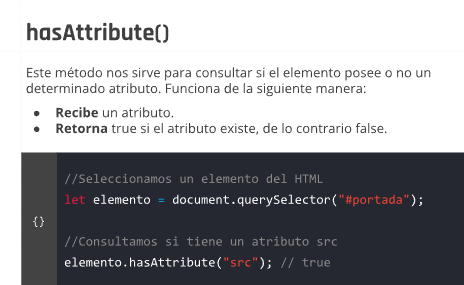 hasAttribute()
Este método nos sirve para consultar si el elemento posee o no un
determinado atributo. Funciona de la siguiente manera:
● Recibe un atributo.
● Retorna true si el atributo existe, de lo contrario false.
//Seleccionamos un elemento del HTML
let elemento = document.querySelector("#portada");
{}
//Consultamos si tiene un atributo src
elemento.hasAttribute("src"); // true